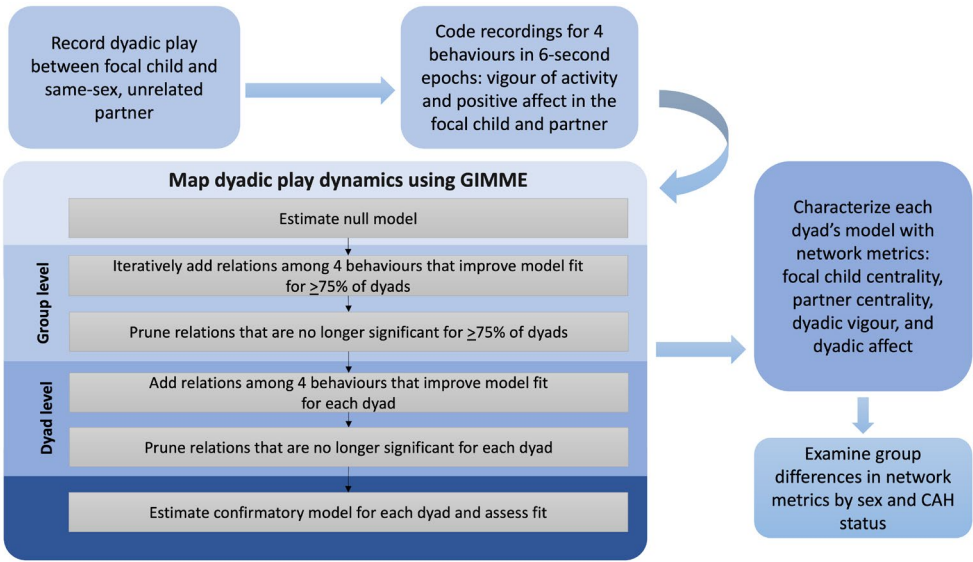 Record dyadic play
between focal child and
same-sex, unrelated
partner
Code recordings for 4
behaviours in 6-second
epochs: vigour of activity
and positive affect in the
focal child and partner
Map dyadic play dynamics using GIMME
Estimate null model
Group level
Iteratively add relations among 4 behaviours that improve model fit
for ≥75% of dyads
Prune relations that are no longer significant for ≥75% of dyads
Dyad level
Add relations among 4 behaviours that improve model fit
for each dyad
Prune relations that are no longer significant for each dyad
Estimate confirmatory model for each dyad and assess fit
Characterize each
dyad's model with
network metrics:
focal child centrality,
partner centrality,
dyadic vigour, and
dyadic affect
Examine group
differences in network
metrics by sex and CAH
status